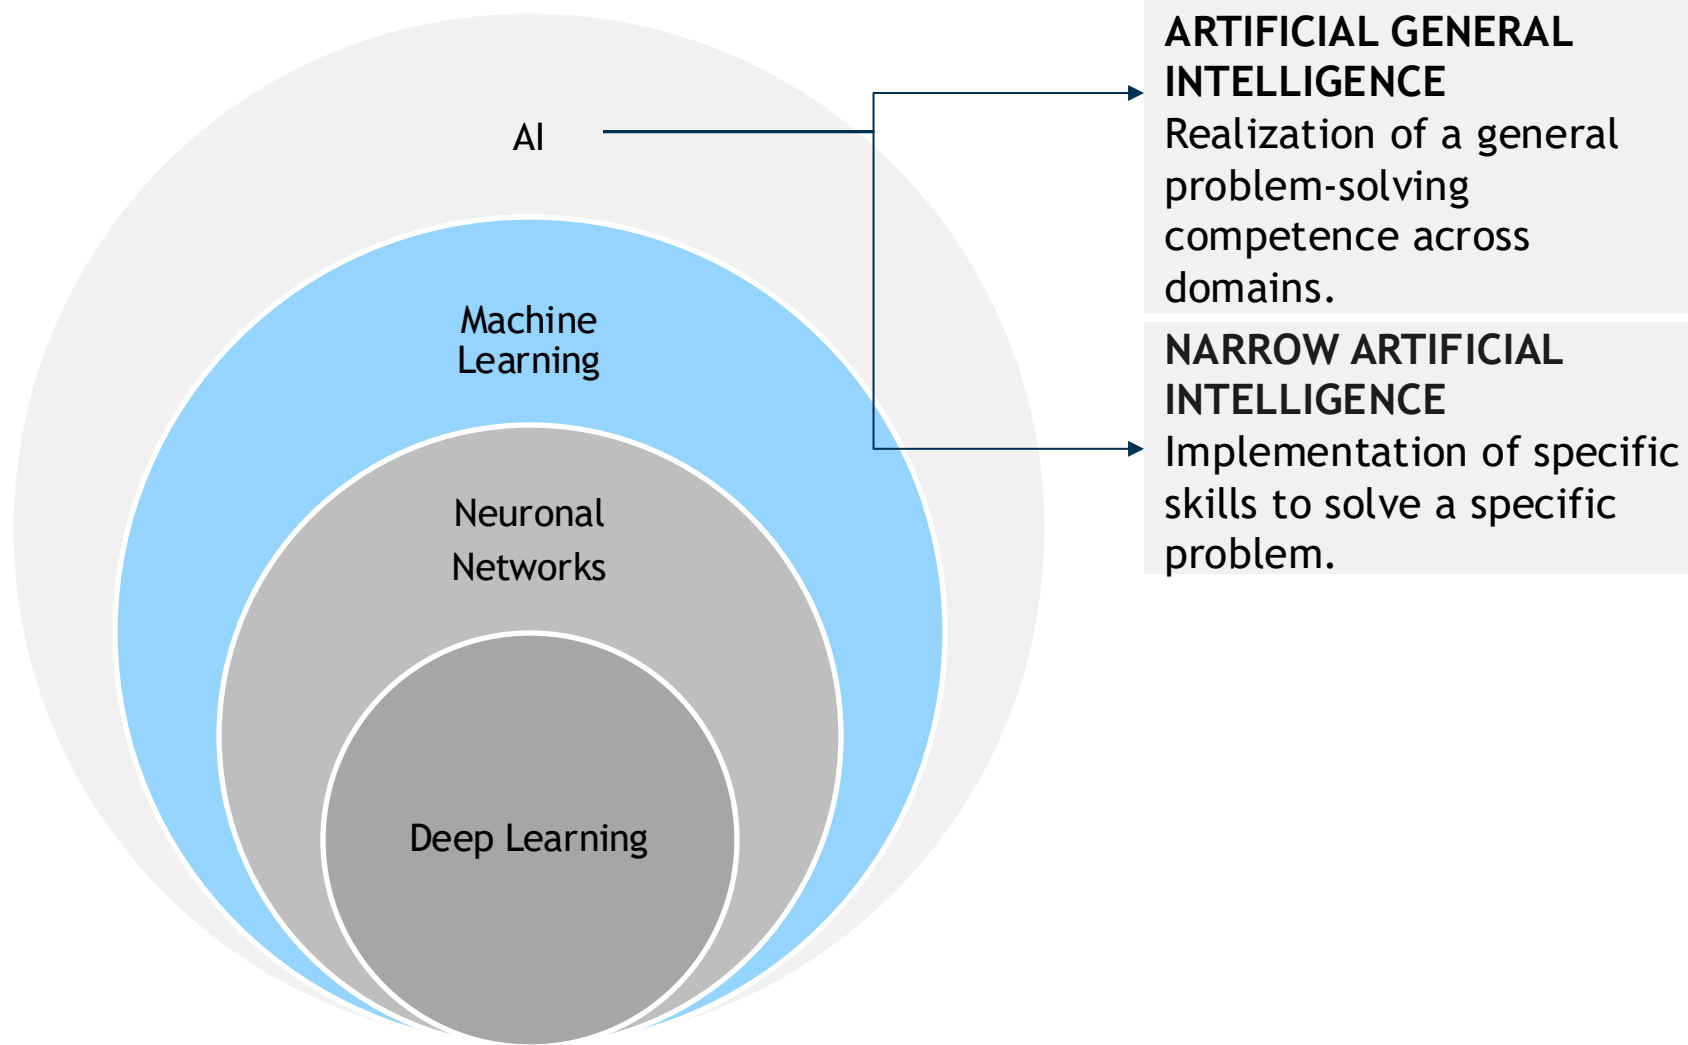 AI
Machine
Learning
Neuronal
Networks
Deep Learning
ARTIFICIAL GENERAL
INTELLIGENCE
Realization of a general
problem-solving
competence across
domains.
NARROW ARTIFICIAL
INTELLIGENCE
Implementation of specific
skills to solve a specific
problem.